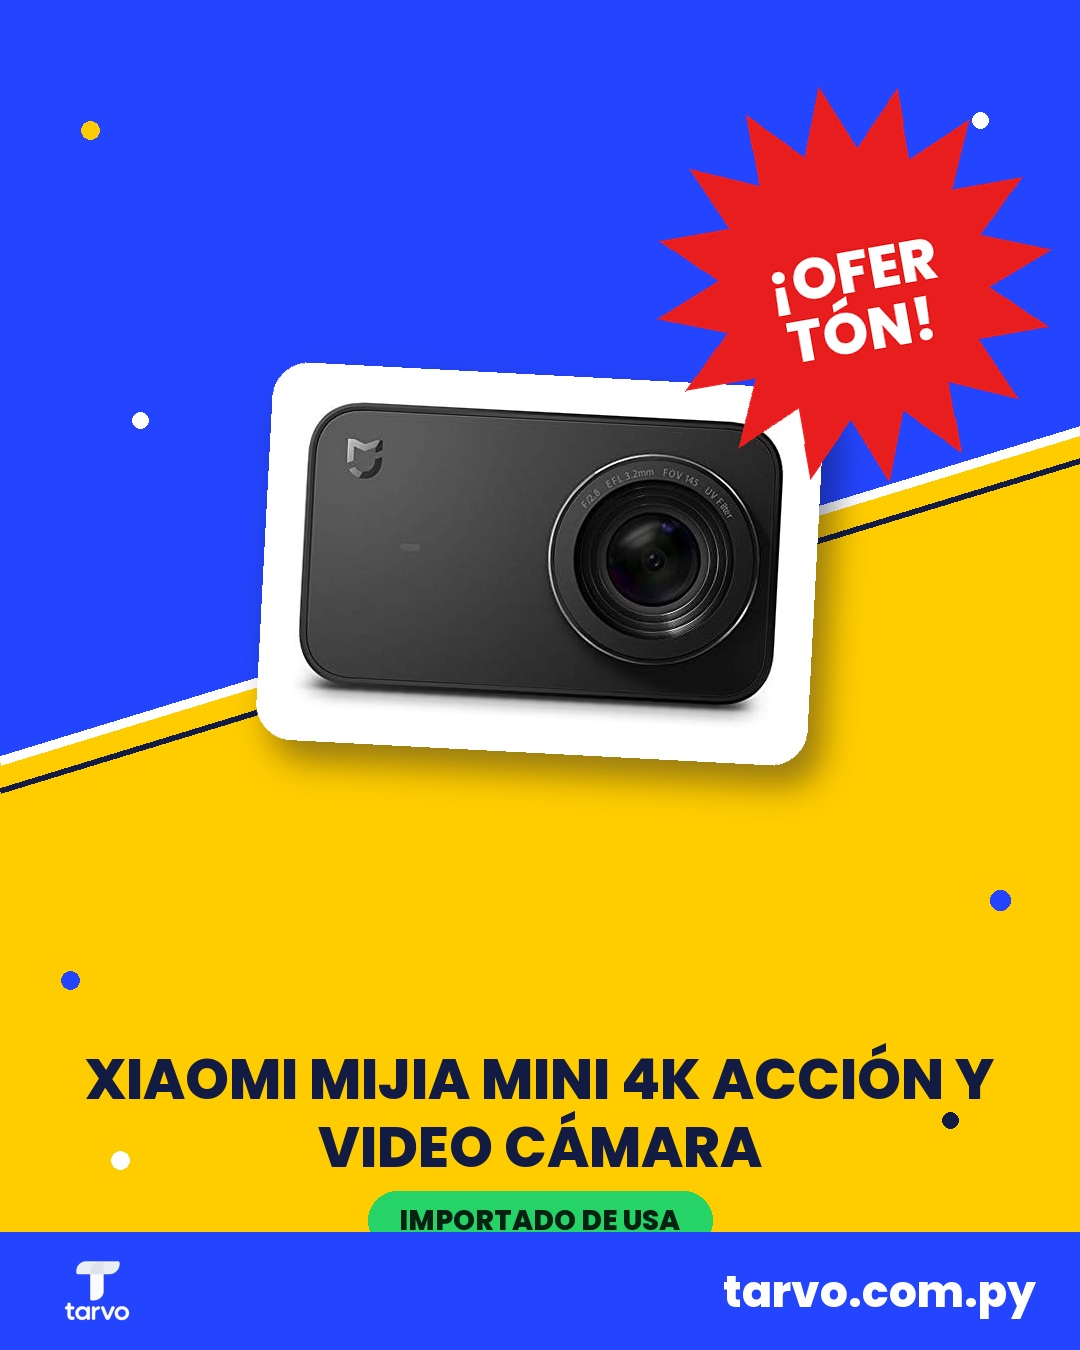 ¡OFER
TÓN!
F/2.8 EFL 3.2mm FOV 145 UV Filter
XIAOMI MIJIA MINI 4K ACCIÓN Y
VIDEO CÁMARA
IMPORTADO DE USA
tarvo
tarvo.com.py